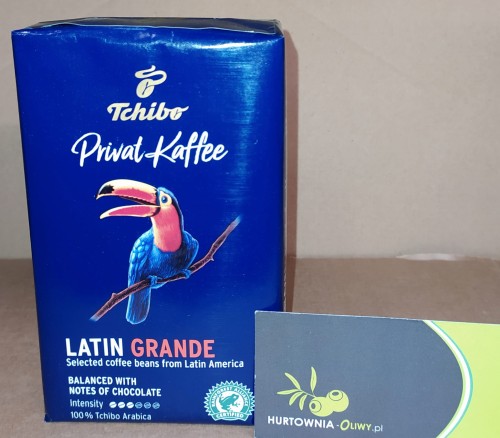 Tchibo
Privat Kaffee
LATIN GRANDE
Selected coffee beans from Latin America
BALANCED WITH
NOTES OF CHOCOLATE
intensity
100% Tchibo Arabica
CERTIFIED
HURTOWNIA-OLIWY.pl